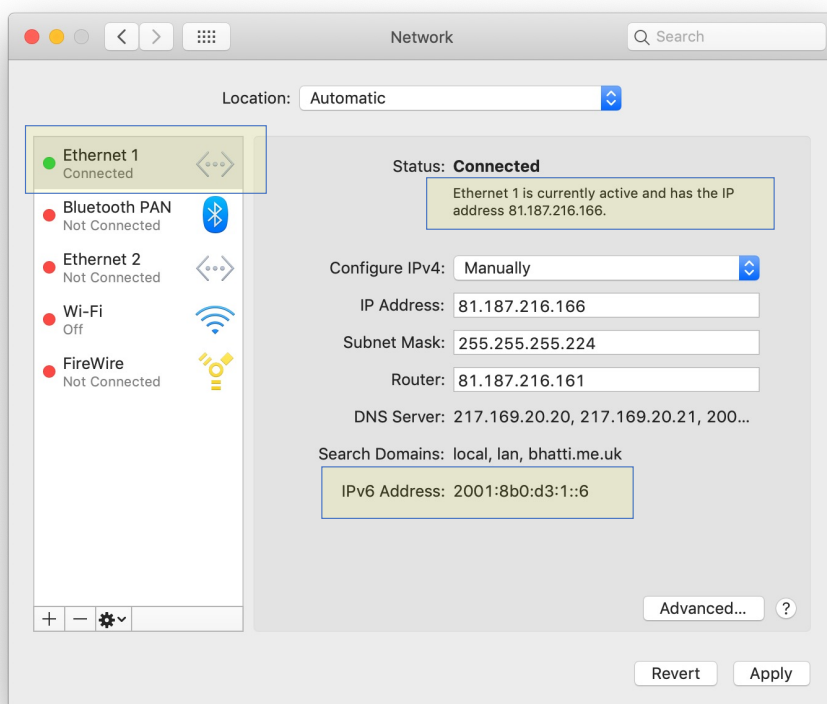 Network
Search
Location: Automatic
Ethernet 1
Connected
Bluetooth PAN
Not Connected
Ethernet 2
Not Connected
Wi-Fi
Off
FireWire
Not Connected
Status: Connected
Ethernet 1 is currently active and has the IP
address 81.187.216.166.
Configure IPv4: Manually
IP Address: 81.187.216.166
Subnet Mask: 255.255.255.224
Router: 81.187.216.161
DNS Server: 217.169.20.20, 217.169.20.21, 200...
Search Domains: local, lan, bhatti.me.uk
IPv6 Address: 2001:8b0:d3:1::6
Advanced... ?
Revert Apply